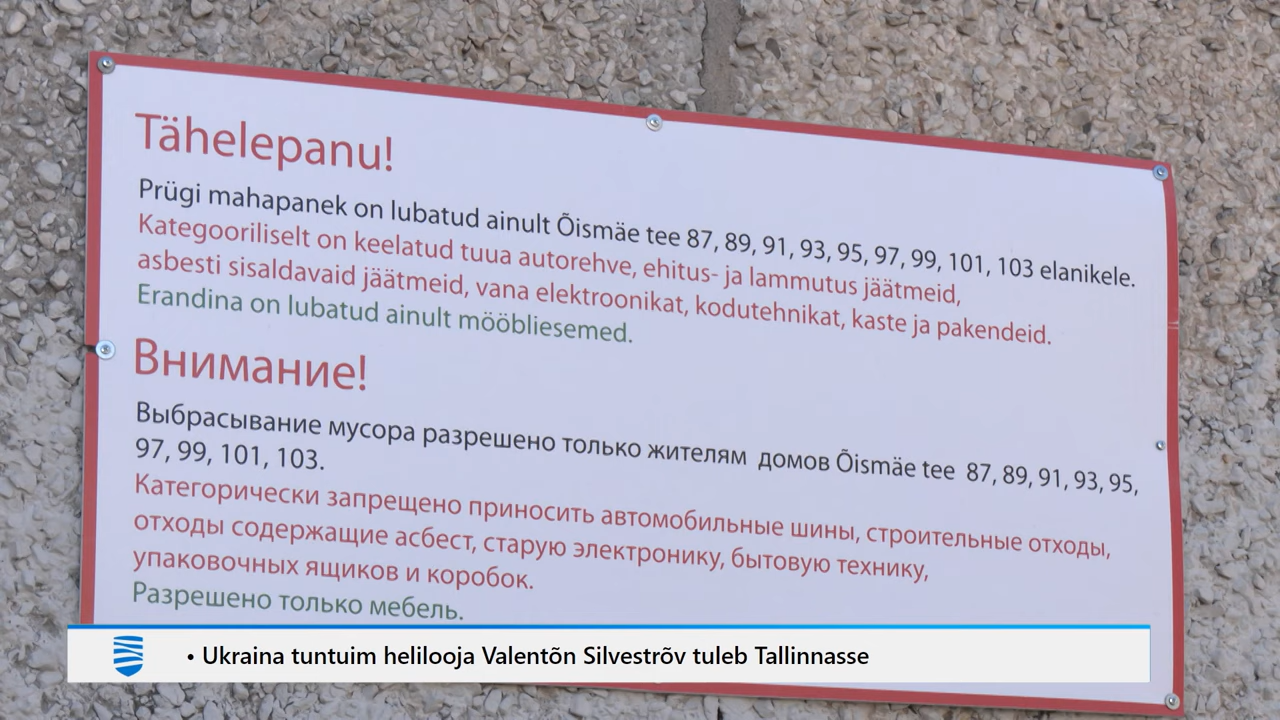 Tähelepanu!
Prügi mahapanek on lubatud ainult Õismäe tee 87, 89, 91, 93, 95, 97, 99, 101, 103 elanikele.
Kategooriliselt on keelatud tuua autorehve, ehitus- ja lammutus jäätmeid,
asbesti sisaldavaid jäätmeid, vana elektroonikat, kodutehnikat, kaste ja pakendeid.
Erandina on lubatud ainult mööbliesemed.
Внимание!
Выбрасывание мусора разрешено только жителям домов Õismäe tee 87, 89, 91, 93, 95,
97, 99, 101, 103.
Категорически запрещено приносить автомобильные шины, строительные отходы,
отходы содержащие асбест, старую электронику, бытовую технику,
упаковочных ящиков и коробок.
Разрешено только мебель.
• Ukraina tuntuim helilooja Valentõn Silvestrõv tuleb Tallinnasse